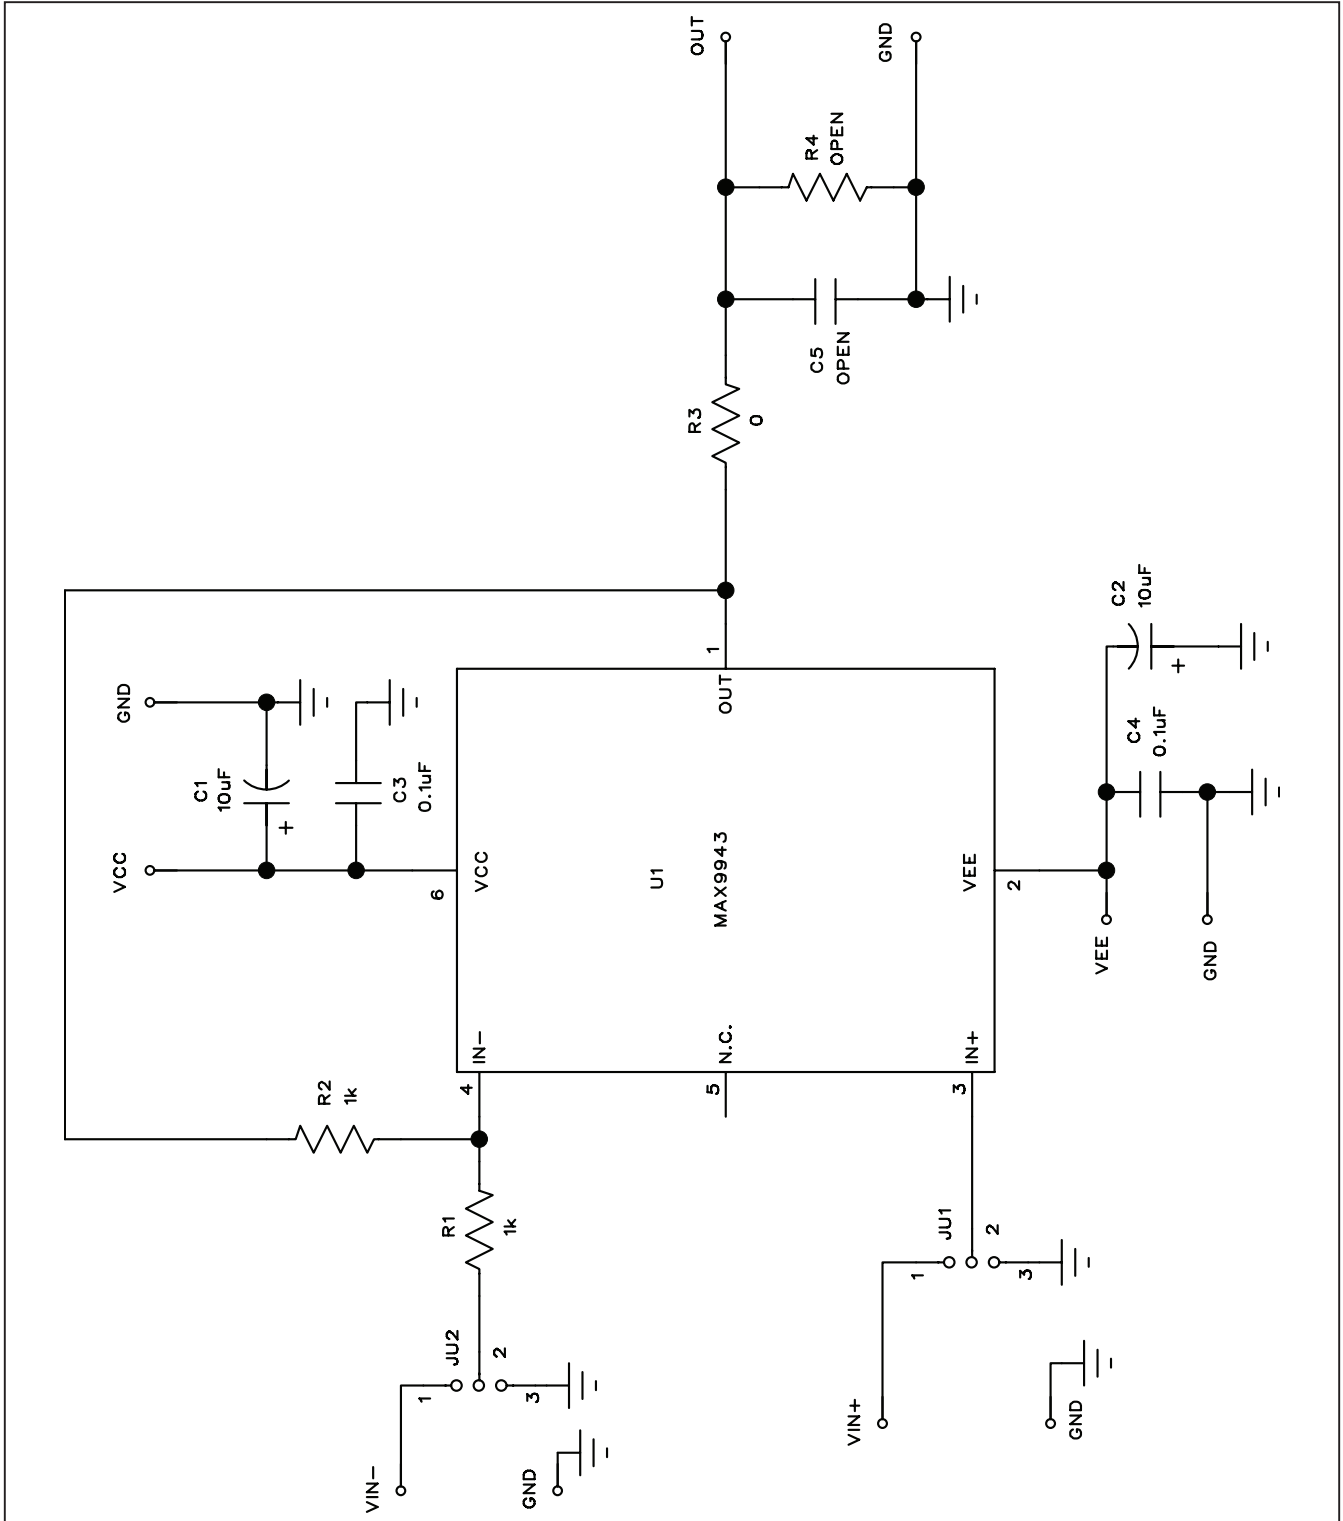 OUT
GND
R4
OPEN
C5
OPEN
R3
0
C2
10uF
GND
1
OUT
C1
10uF
+
C3
0.1uF
C4
0.1uF
+
VCC
6
VCC
U1
MAX9943
VEE
2
VEE
GND
IN-
N.C.
IN+
R2
1k
4
5
3
R1
1k
JU1
2
1
3
JU2
2
1
3
VIN+
GND
VIN-
GND